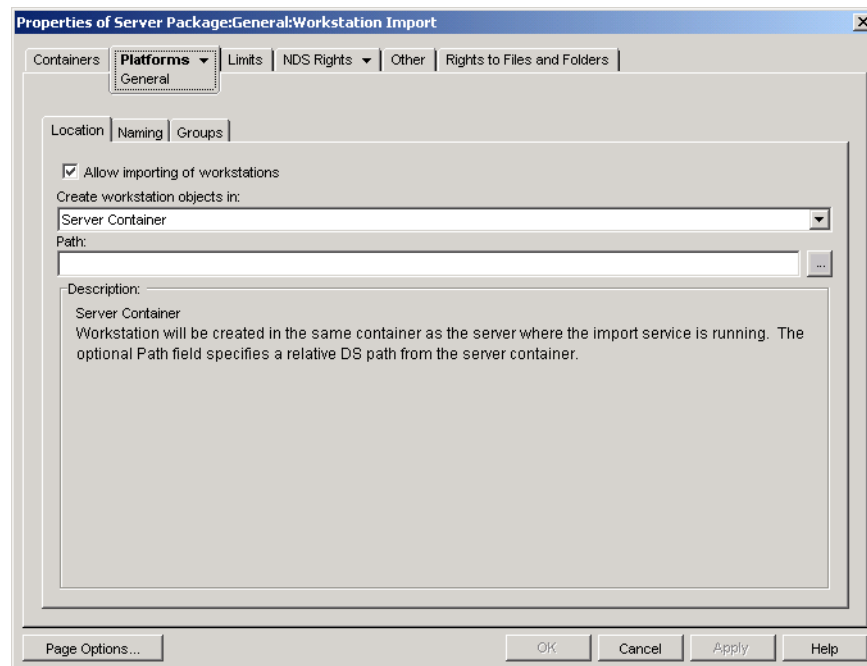 Properties of Server Package:General:Workstation Import
Containers Platforms Limits NDS Rights Other Rights to Files and Folders
General
Location Naming Groups
Allow importing of workstations
Create workstation objects in:
Server Container
Path:
...
Description:
Server Container
Workstation will be created in the same container as the server where the import service is running. The
optional Path field specifies a relative DS path from the server container.
Page Options... OK Cancel Apply Help